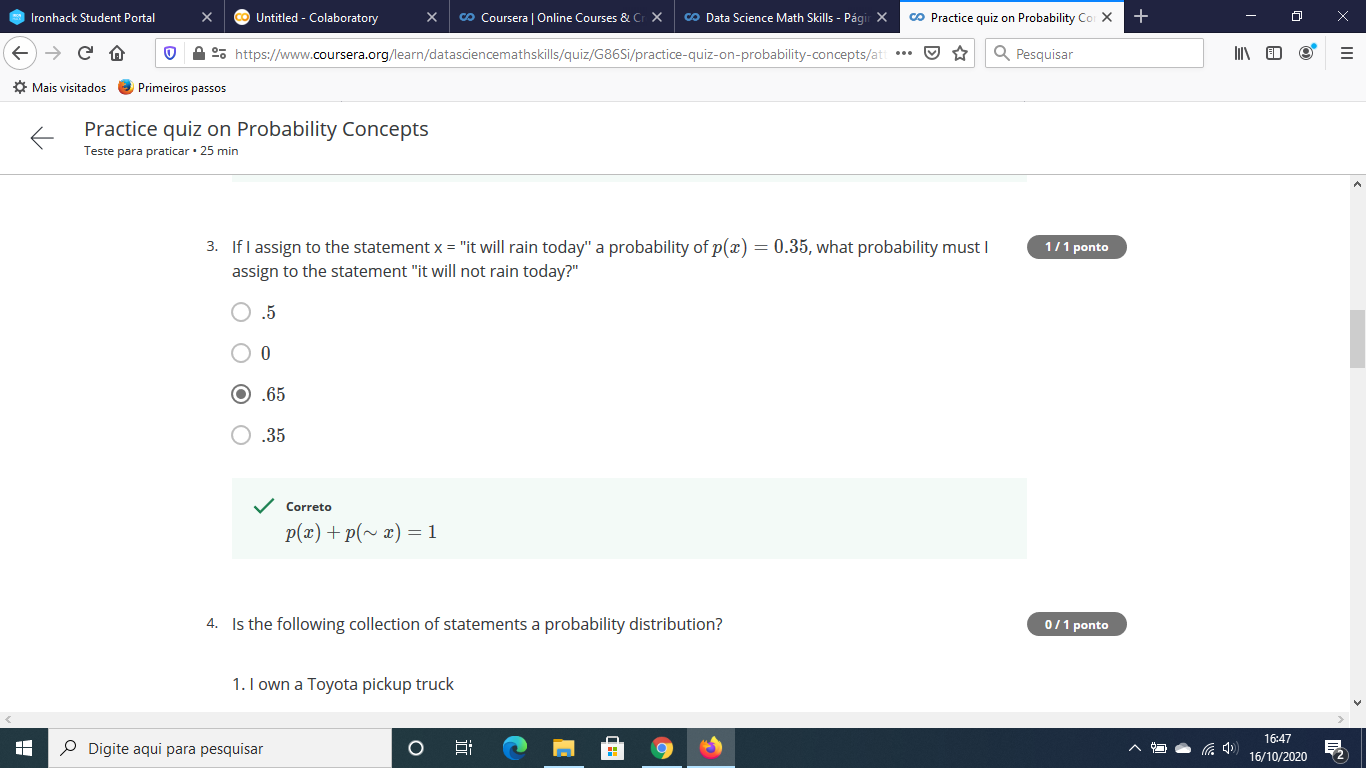 Ironhack Student Portal
Untitled - Colaboratory
Coursera | Online Courses & Cr
Data Science Math Skills - Pági
Practice quiz on Probability Co
https://www.coursera.org/learn/datasciencemathskills/quiz/G86Si/practice-quiz-on-probability-concepts/att
Pesquisar
Mais visitados
Primeiros passos
Practice quiz on Probability Concepts
Teste para praticar • 25 min
3. If I assign to the statement x = "it will rain today" a probability of p(x) = 0.35, what probability must I
1 / 1 ponto
assign to the statement "it will not rain today?"
.5
0
.65
.35
Correto
p(x) + p(∼ x) = 1
4. Is the following collection of statements a probability distribution?
0 / 1 ponto
1. I own a Toyota pickup truck
Digite aqui para pesquisar
16:47
16/10/2020
2